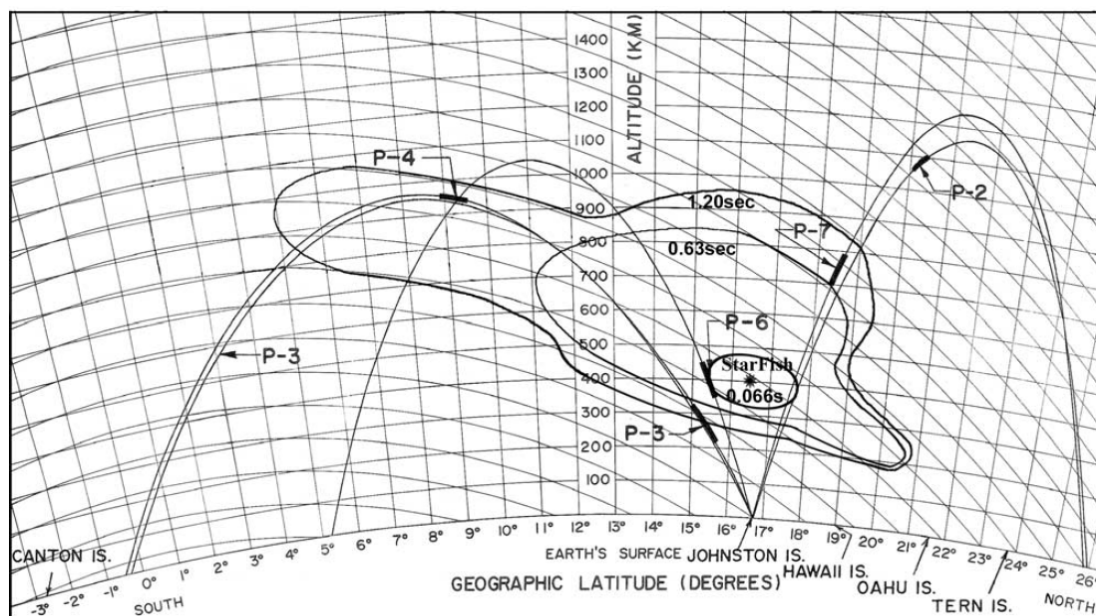 1400
1300
1200
1100
1000
900
800
700
600
500
400
300
200
100
ALTITUDE (KM)
P-4
P-2
1.20sec
P-7
0.63sec
P-6
P-3
StarFish
0.066s
P-3
CANTON IS.
-3° -2° -1° 0° 1° 2° 3° 4° 5° 6° 7° 8° 9° 10° 11° 12° 13° 14° 15° 16° 17° 18° 19° 20° 21° 22° 23° 24° 25° 26°
SOUTH
EARTH'S SURFACE
JOHNSTON IS.
HAWAII IS.
OAHU IS.
TERN IS.
NORTH
GEOGRAPHIC LATITUDE (DEGREES)